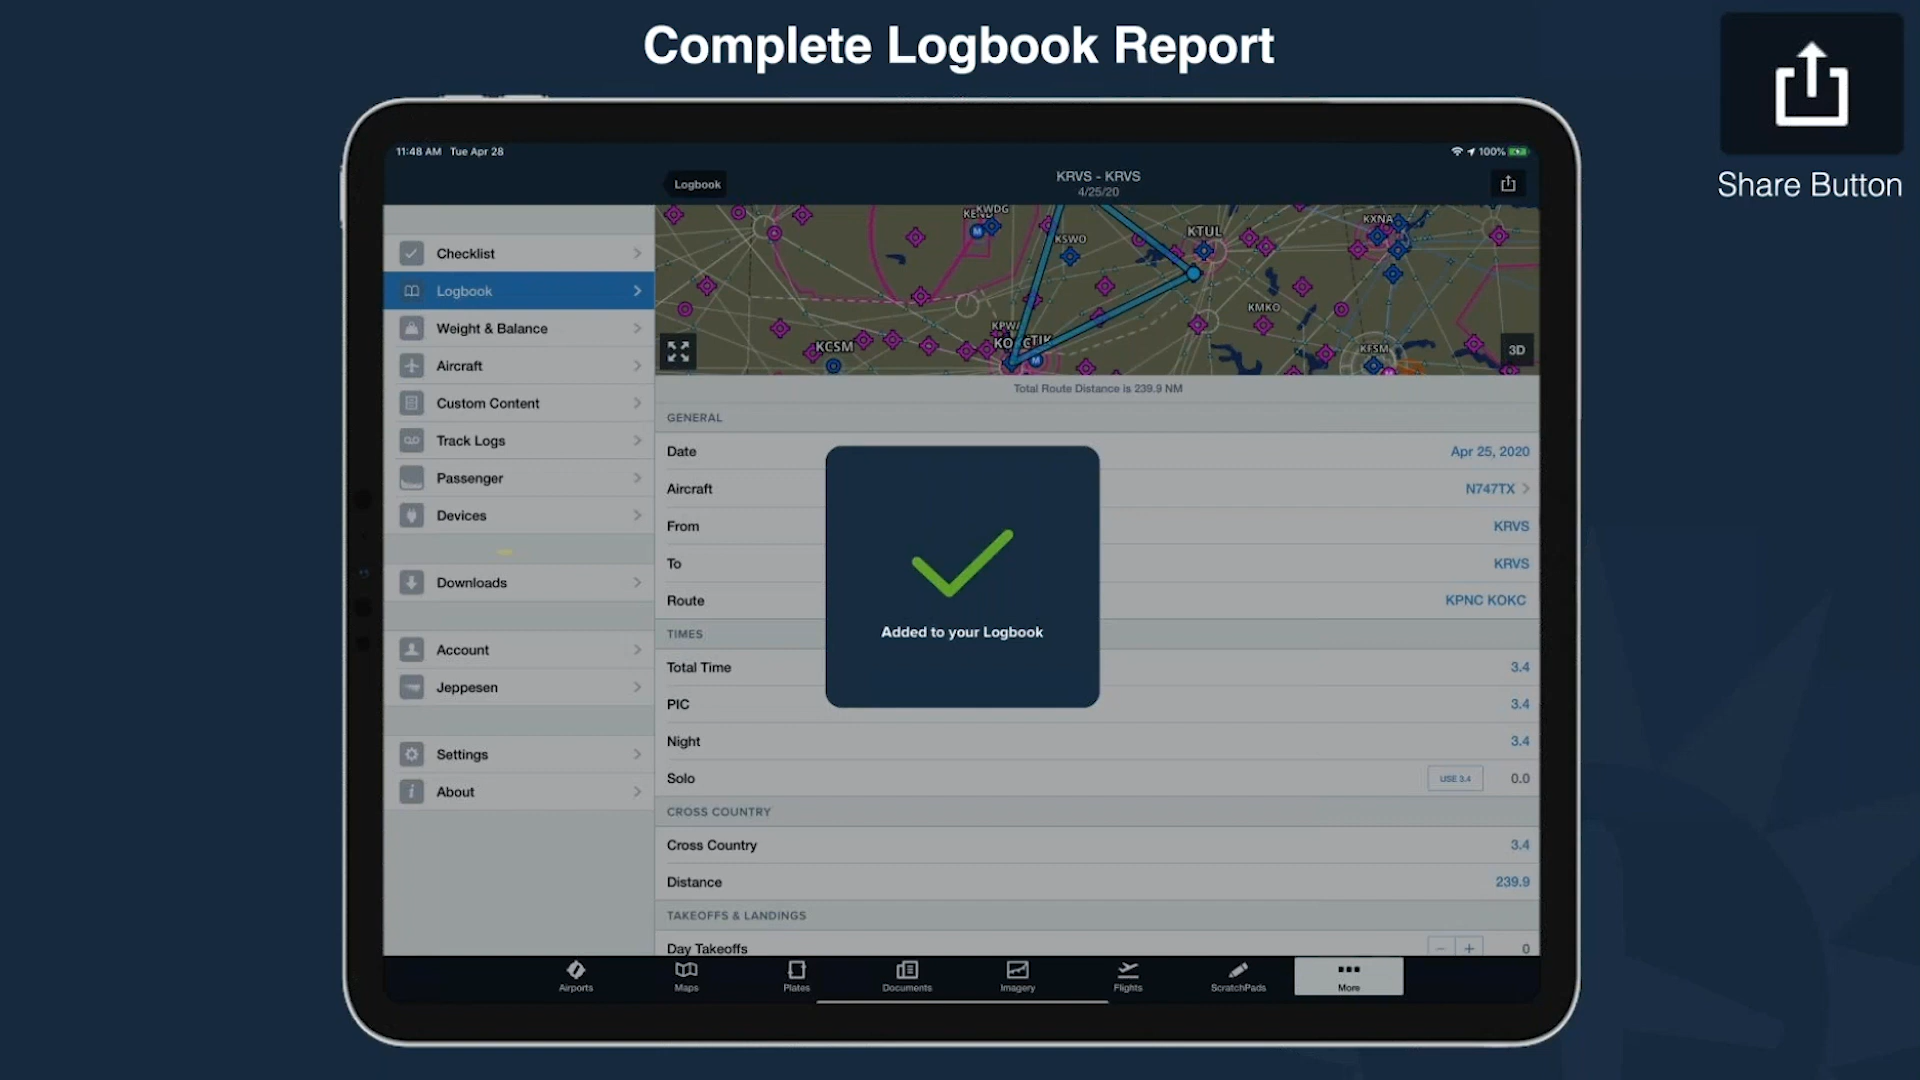 Complete Logbook Report
Share Button
11:48 AM Tue Apr 28
100%
Logbook
KRVS - KRVS
4/25/20
Checklist
Logbook
Weight & Balance
Aircraft
Custom Content
Track Logs
Passenger
Devices
Downloads
Account
Jeppesen
Settings
About
KWDG
KSWO
KTUL
KXNA
KMKO
KCSM
KFSM
M
M
3D
Total Route Distance is 239.9 NM
GENERAL
Date Apr 25, 2020
Aircraft N747TX
From KRVS
To KRVS
Route KPNC KOKC
TIMES
Total Time 3.4
PIC 3.4
Night 3.4
Solo USE 3.4 0.0
CROSS COUNTRY
Cross Country 3.4
Distance 239.9
TAKEOFFS & LANDINGS
Day Takeoffs − + 0
Added to your Logbook
Airports
Maps
Plates
Documents
Imagery
Flights
ScratchPads
More